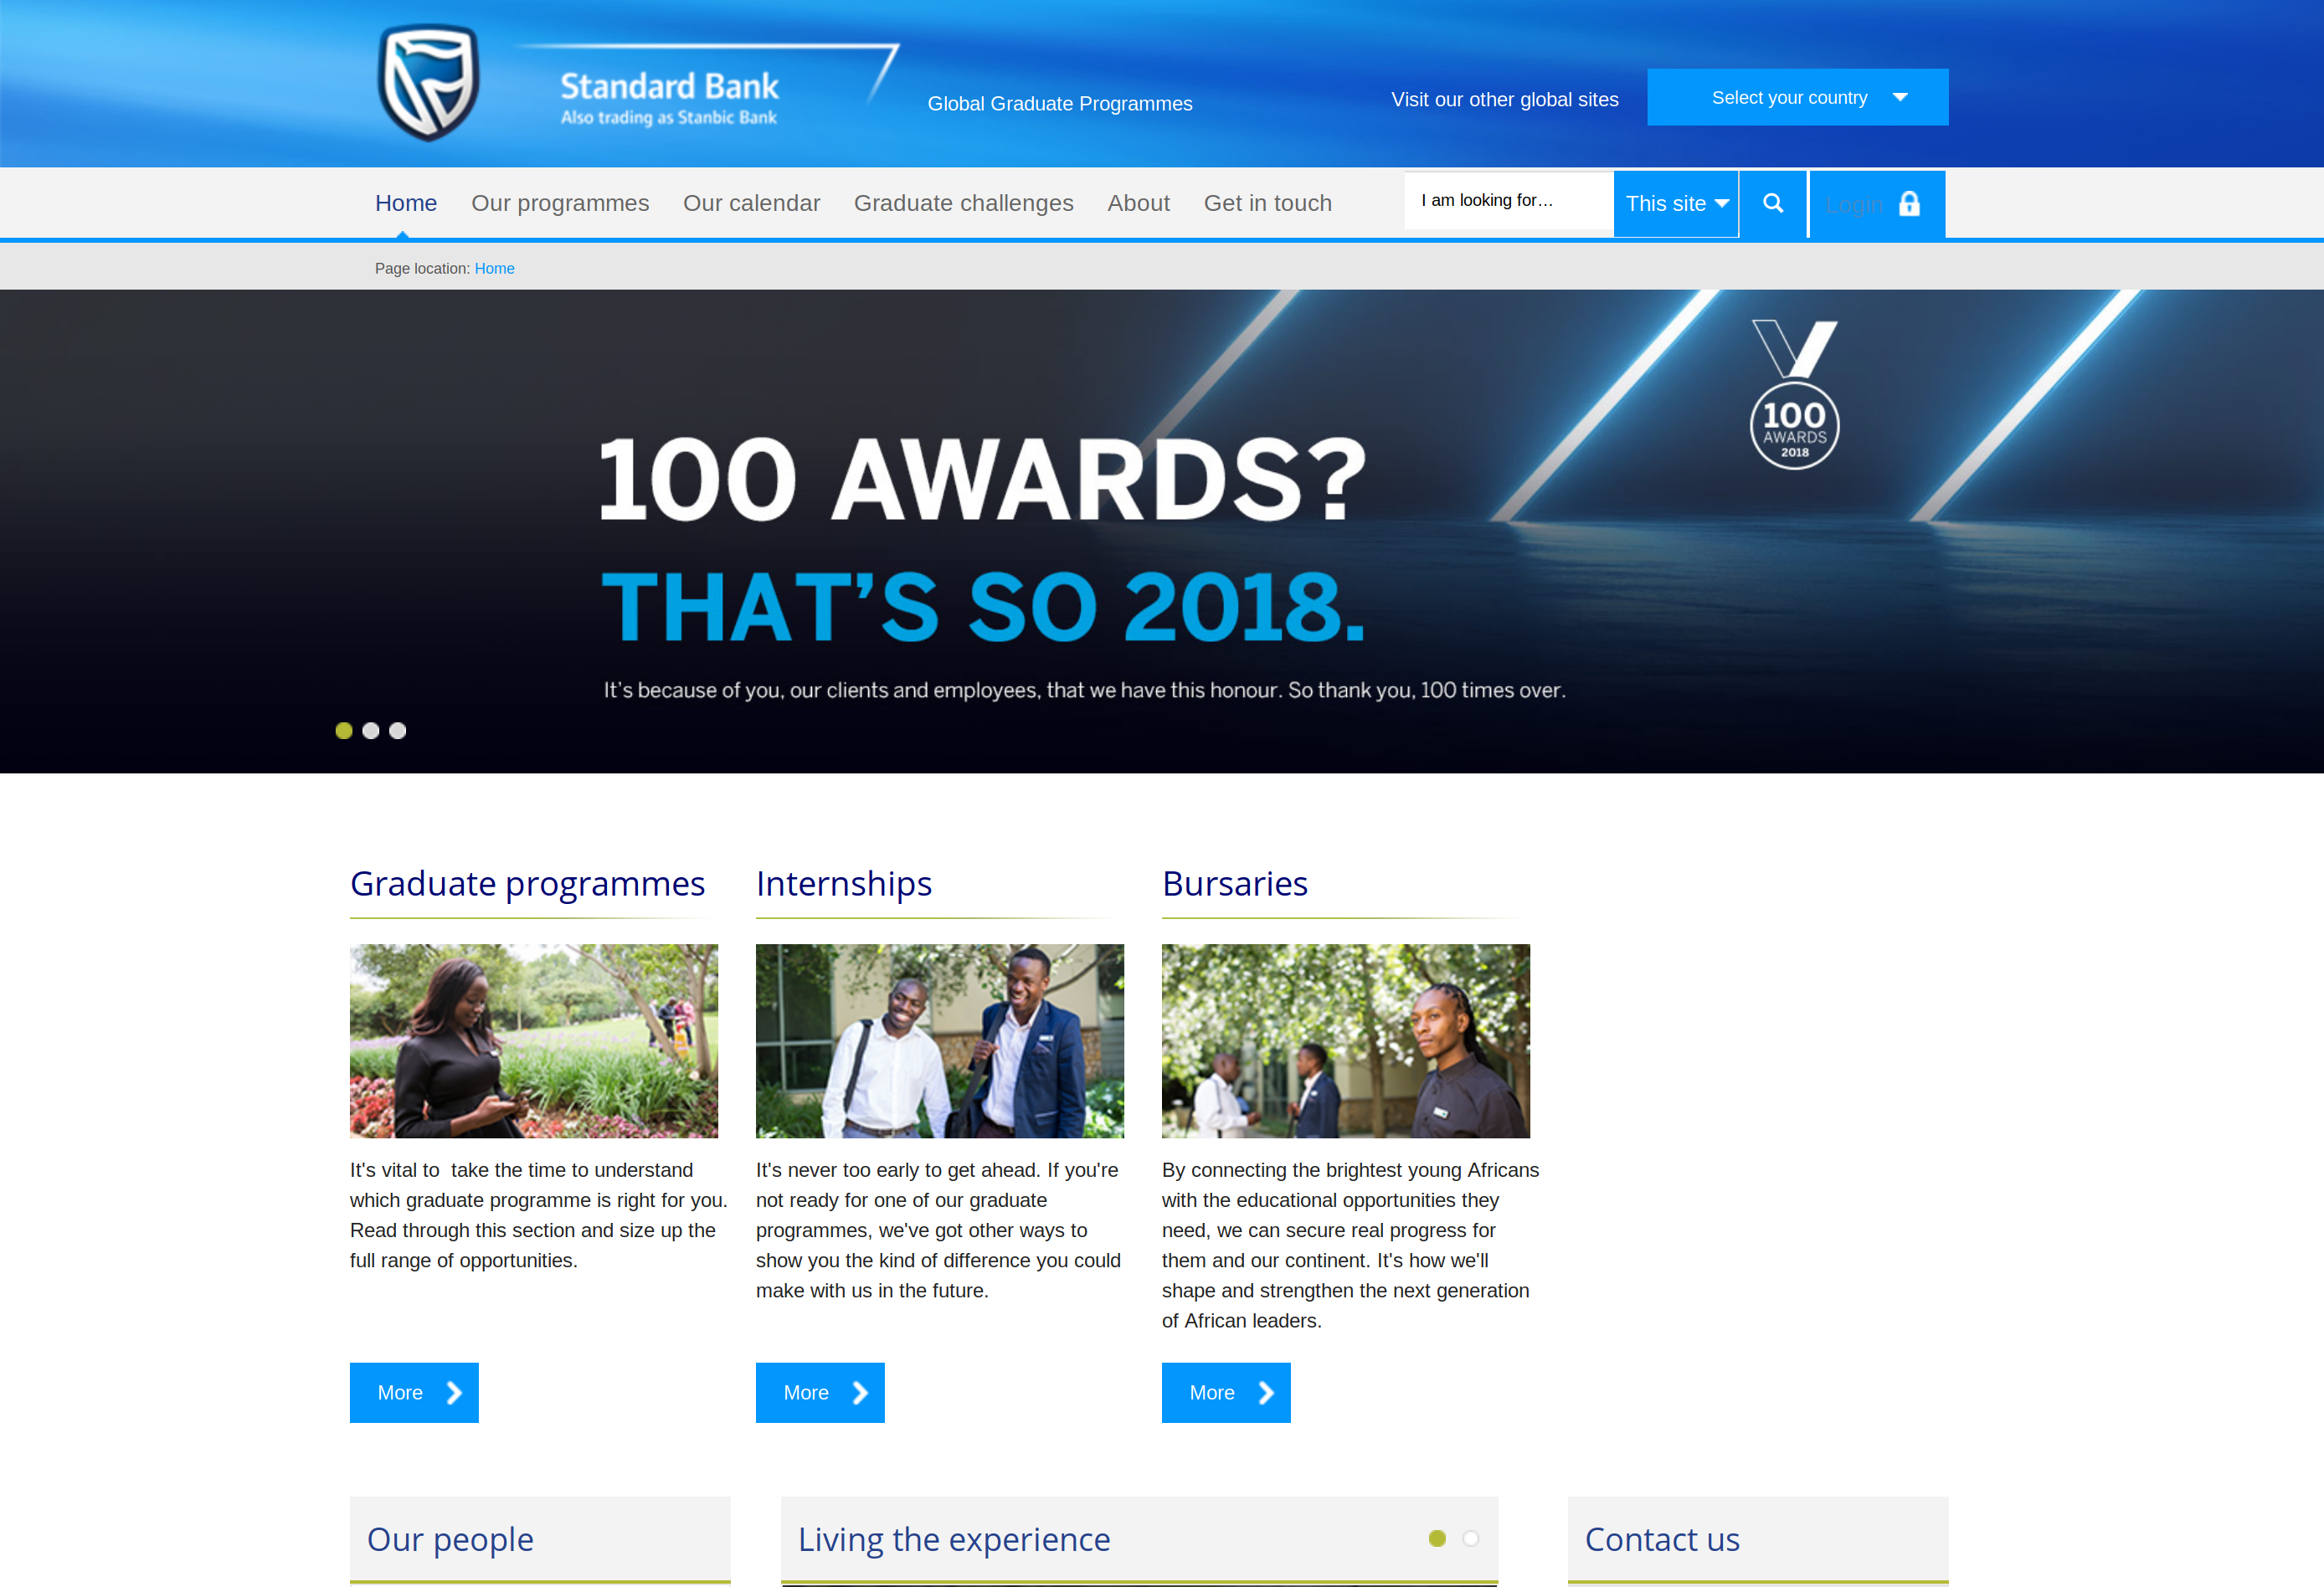 Standard Bank
Also trading as Stanbic Bank
Global Graduate Programmes
Visit our other global sites
Select your country
Home
Our programmes
Our calendar
Graduate challenges
About
Get in touch
I am looking for...
This site
Login
Page location: Home
100 AWARDS?
THAT'S SO 2018.
It's because of you, our clients and employees, that we have this honour. So thank you, 100 times over.
100
AWARDS
2018
Graduate programmes
It's vital to  take the time to understand
which graduate programme is right for you.
Read through this section and size up the
full range of opportunities.
More
Internships
It's never too early to get ahead. If you're
not ready for one of our graduate
programmes, we've got other ways to
show you the kind of difference you could
make with us in the future.
More
Bursaries
By connecting the brightest young Africans
with the educational opportunities they
need, we can secure real progress for
them and our continent. It's how we'll
shape and strengthen the next generation
of African leaders.
More
Our people
Living the experience
Contact us